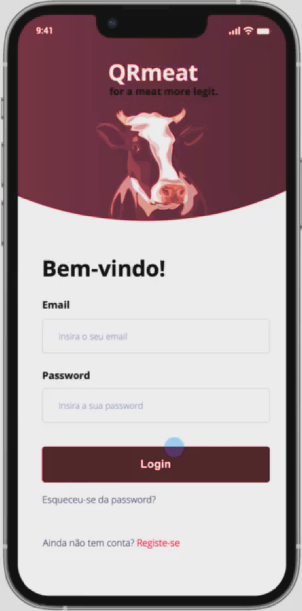 9:41
QRmeat
for a meat more legit.
Bem-vindo!
Email
Insira o seu email
Password
Insira a sua password
Login
Esqueceu-se da password?
Ainda não tem conta? Registe-se